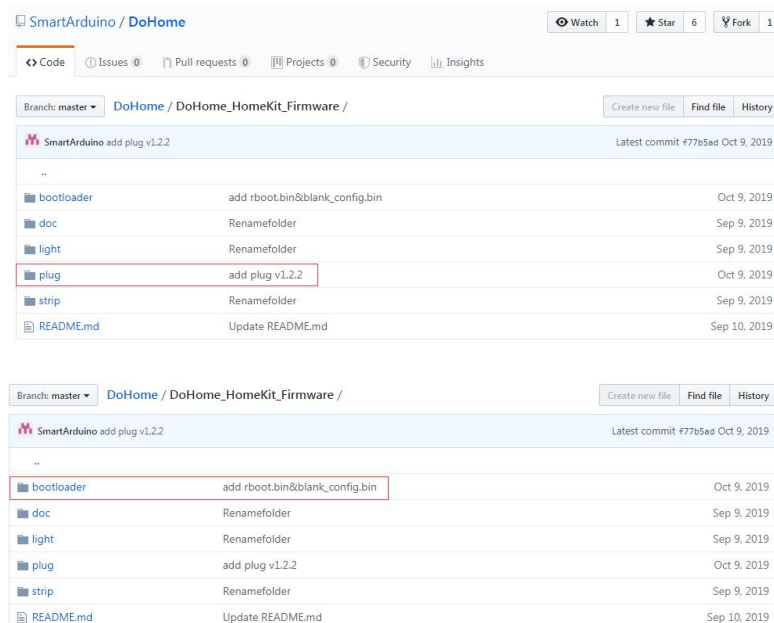 SmartArduino / DoHome Watch 1 Star 6 Fork 1
Code Issues 0 Pull requests 0 Projects 0 Security Insights
Branch: master DoHome / DoHome_HomeKit_Firmware / Create new file Find file History
SmartArduino add plug v1.2.2 Latest commit f77b5ad Oct 9, 2019
..
bootloader add rboot.bin&blank_config.bin Oct 9, 2019
doc Renamefolder Sep 9, 2019
light Renamefolder Sep 9, 2019
plug add plug v1.2.2 Oct 9, 2019
strip Renamefolder Sep 9, 2019
README.md Update README.md Sep 10, 2019
Branch: master DoHome / DoHome_HomeKit_Firmware / Create new file Find file History
SmartArduino add plug v1.2.2 Latest commit f77b5ad Oct 9, 2019
..
bootloader add rboot.bin&blank_config.bin Oct 9, 2019
doc Renamefolder Sep 9, 2019
light Renamefolder Sep 9, 2019
plug add plug v1.2.2 Oct 9, 2019
strip Renamefolder Sep 9, 2019
README.md Update README.md Sep 10, 2019